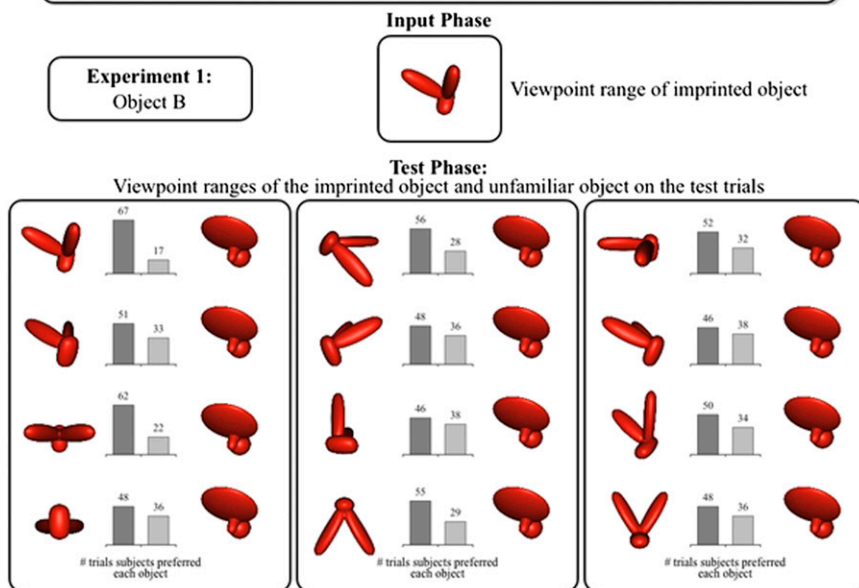 Input Phase
Experiment 1:
Object B
Viewpoint range of imprinted object
Test Phase:
Viewpoint ranges of the imprinted object and unfamiliar object on the test trials
67
17
51
33
62
22
48
36
# trials subjects preferred
each object
56
28
48
36
46
38
55
29
# trials subjects preferred
each object
52
32
46
38
50
34
48
36
# trials subjects preferred
each object